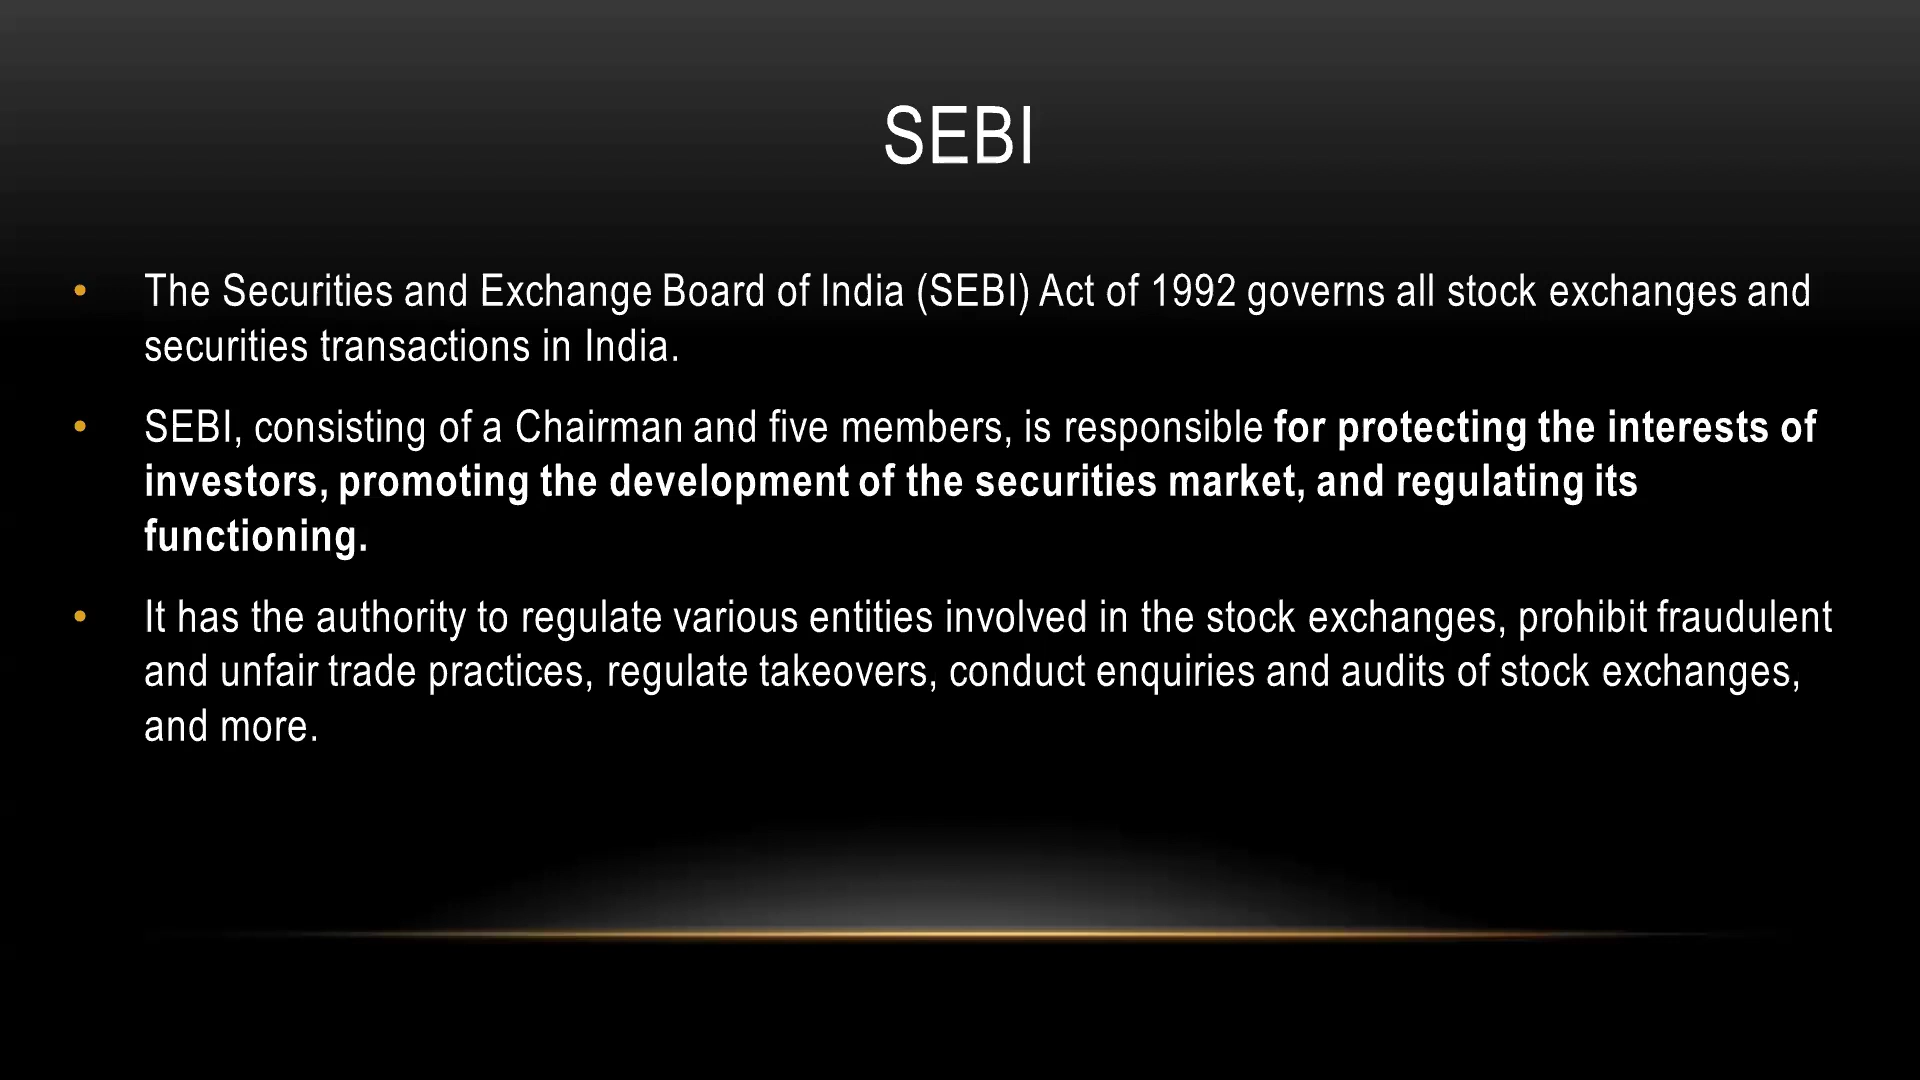 SEBI
• The Securities and Exchange Board of India (SEBI) Act of 1992 governs all stock exchanges and
securities transactions in India.
• SEBI, consisting of a Chairman and five members, is responsible for protecting the interests of
investors, promoting the development of the securities market, and regulating its
functioning.
• It has the authority to regulate various entities involved in the stock exchanges, prohibit fraudulent
and unfair trade practices, regulate takeovers, conduct enquiries and audits of stock exchanges,
and more.